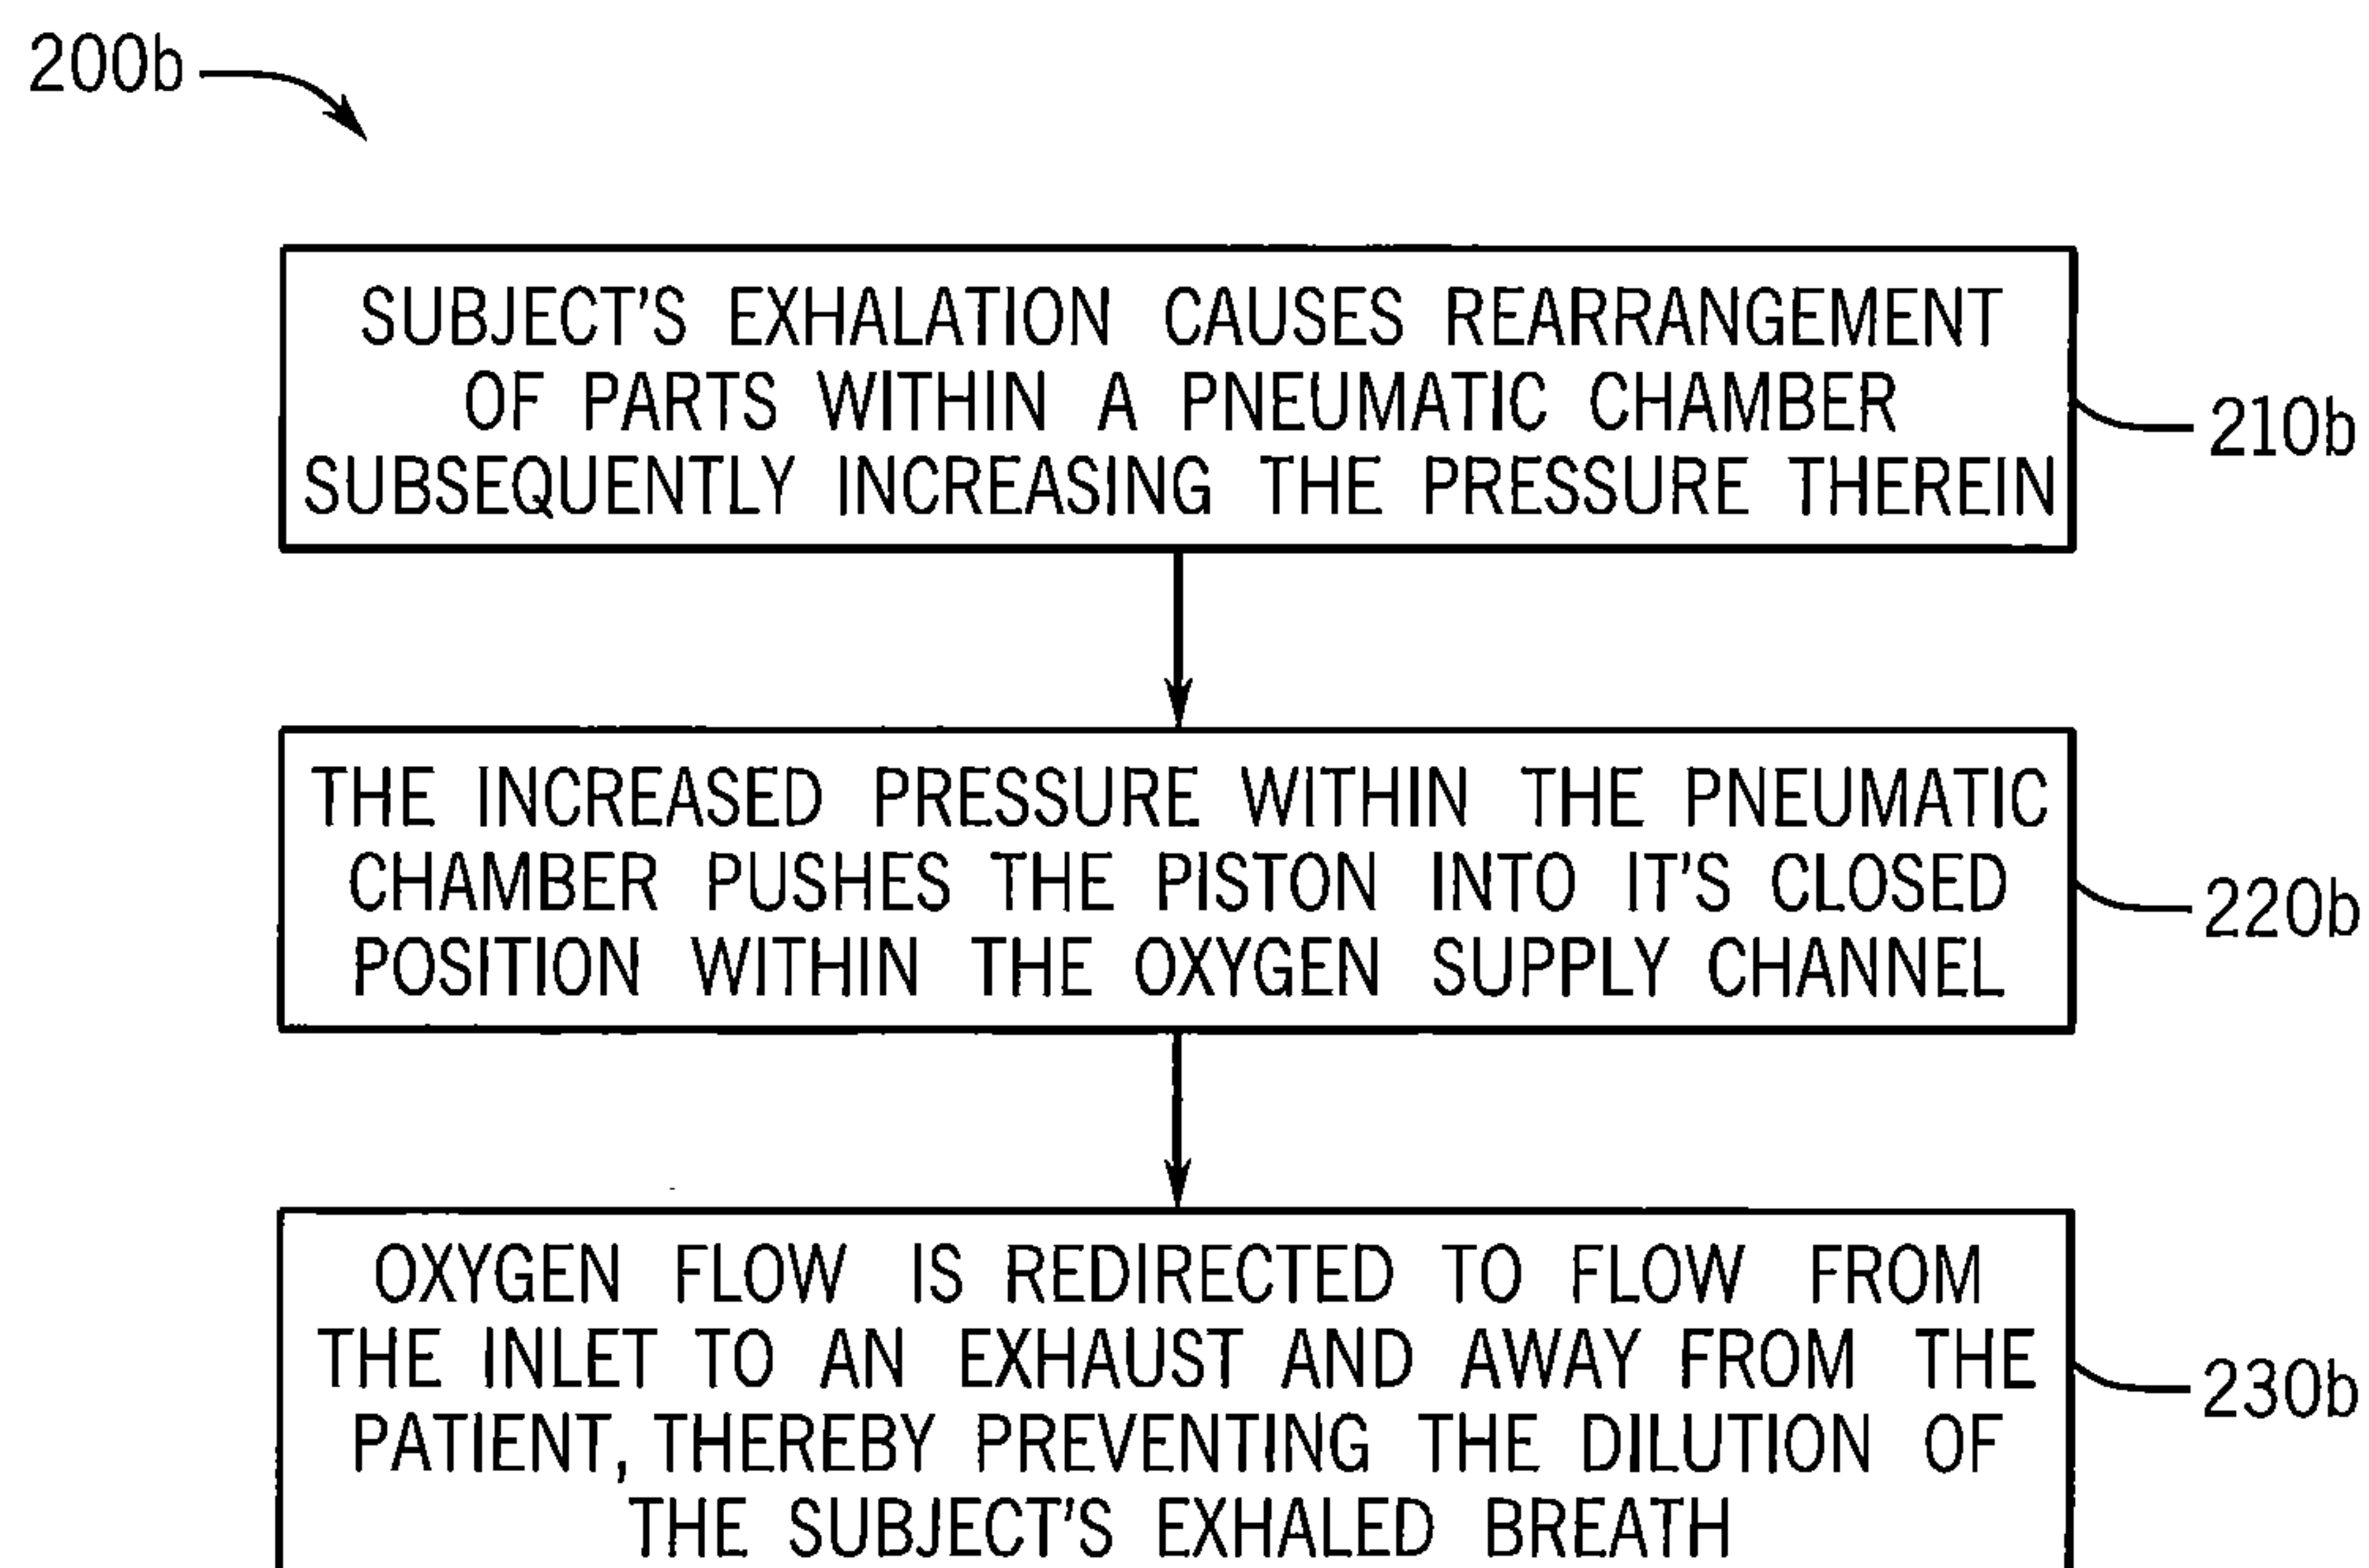 200b
SUBJECT'S EXHALATION CAUSES REARRANGEMENT
OF PARTS WITHIN A PNEUMATIC CHAMBER
SUBSEQUENTLY INCREASING THE PRESSURE THEREIN
210b
THE INCREASED PRESSURE WITHIN THE PNEUMATIC
CHAMBER PUSHES THE PISTON INTO IT'S CLOSED
POSITION WITHIN THE OXYGEN SUPPLY CHANNEL
220b
OXYGEN FLOW IS REDIRECTED TO FLOW FROM
THE INLET TO AN EXHAUST AND AWAY FROM THE
PATIENT, THEREBY PREVENTING THE DILUTION OF
THE SUBJECT'S EXHALED BREATH
230b